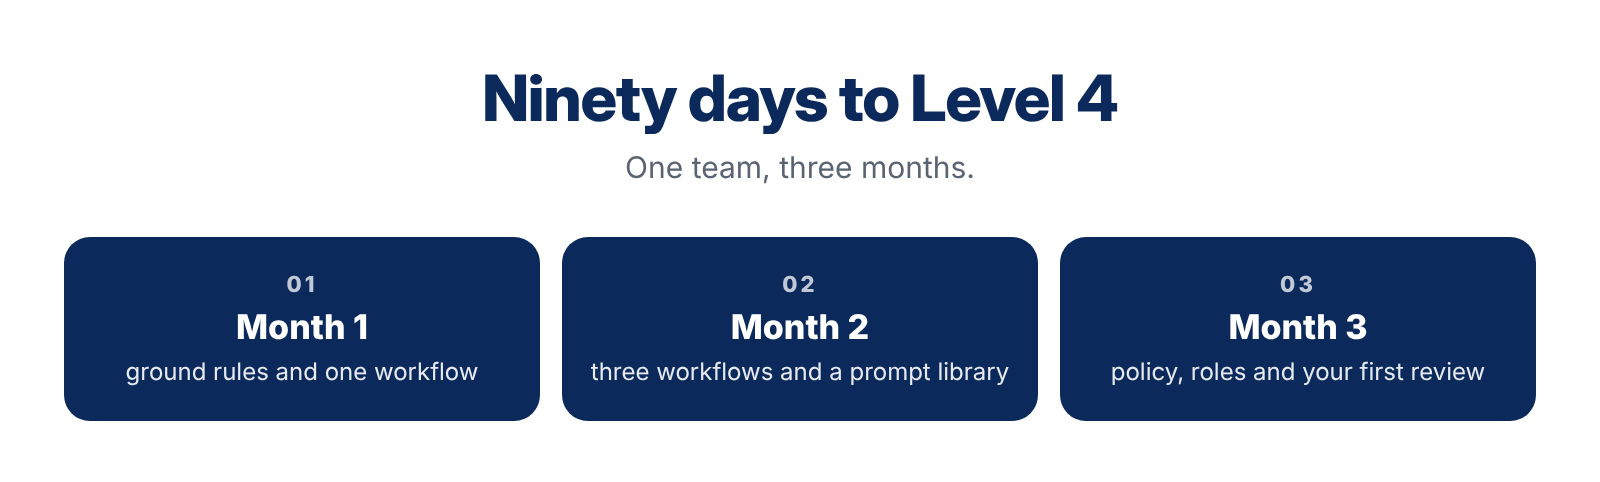 Ninety days to Level 4
One team, three months.
01
Month 1
ground rules and one workflow
02
Month 2
three workflows and a prompt library
03
Month 3
policy, roles and your first review